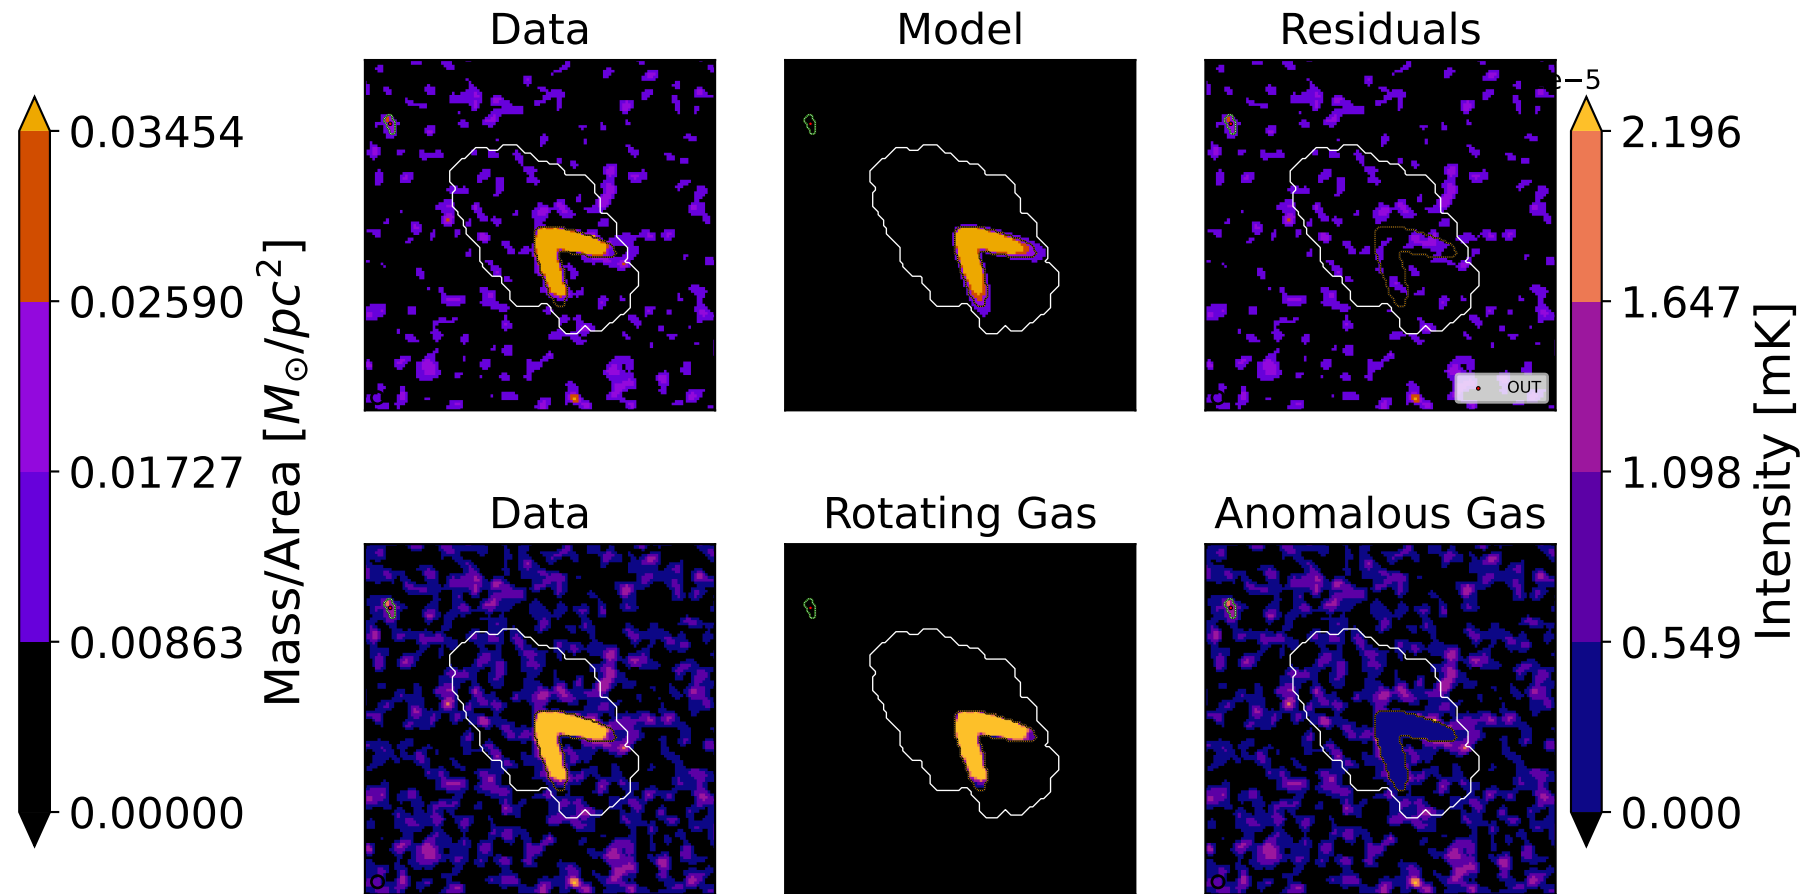 Data
Model
Residuals
e−5
0.03454
0.02590
0.01727
0.00863
0.00000
Mass/Area [M☉/pc²]
OUT
2.196
1.647
1.098
0.549
0.000
Intensity [mK]
Data
Rotating Gas
Anomalous Gas